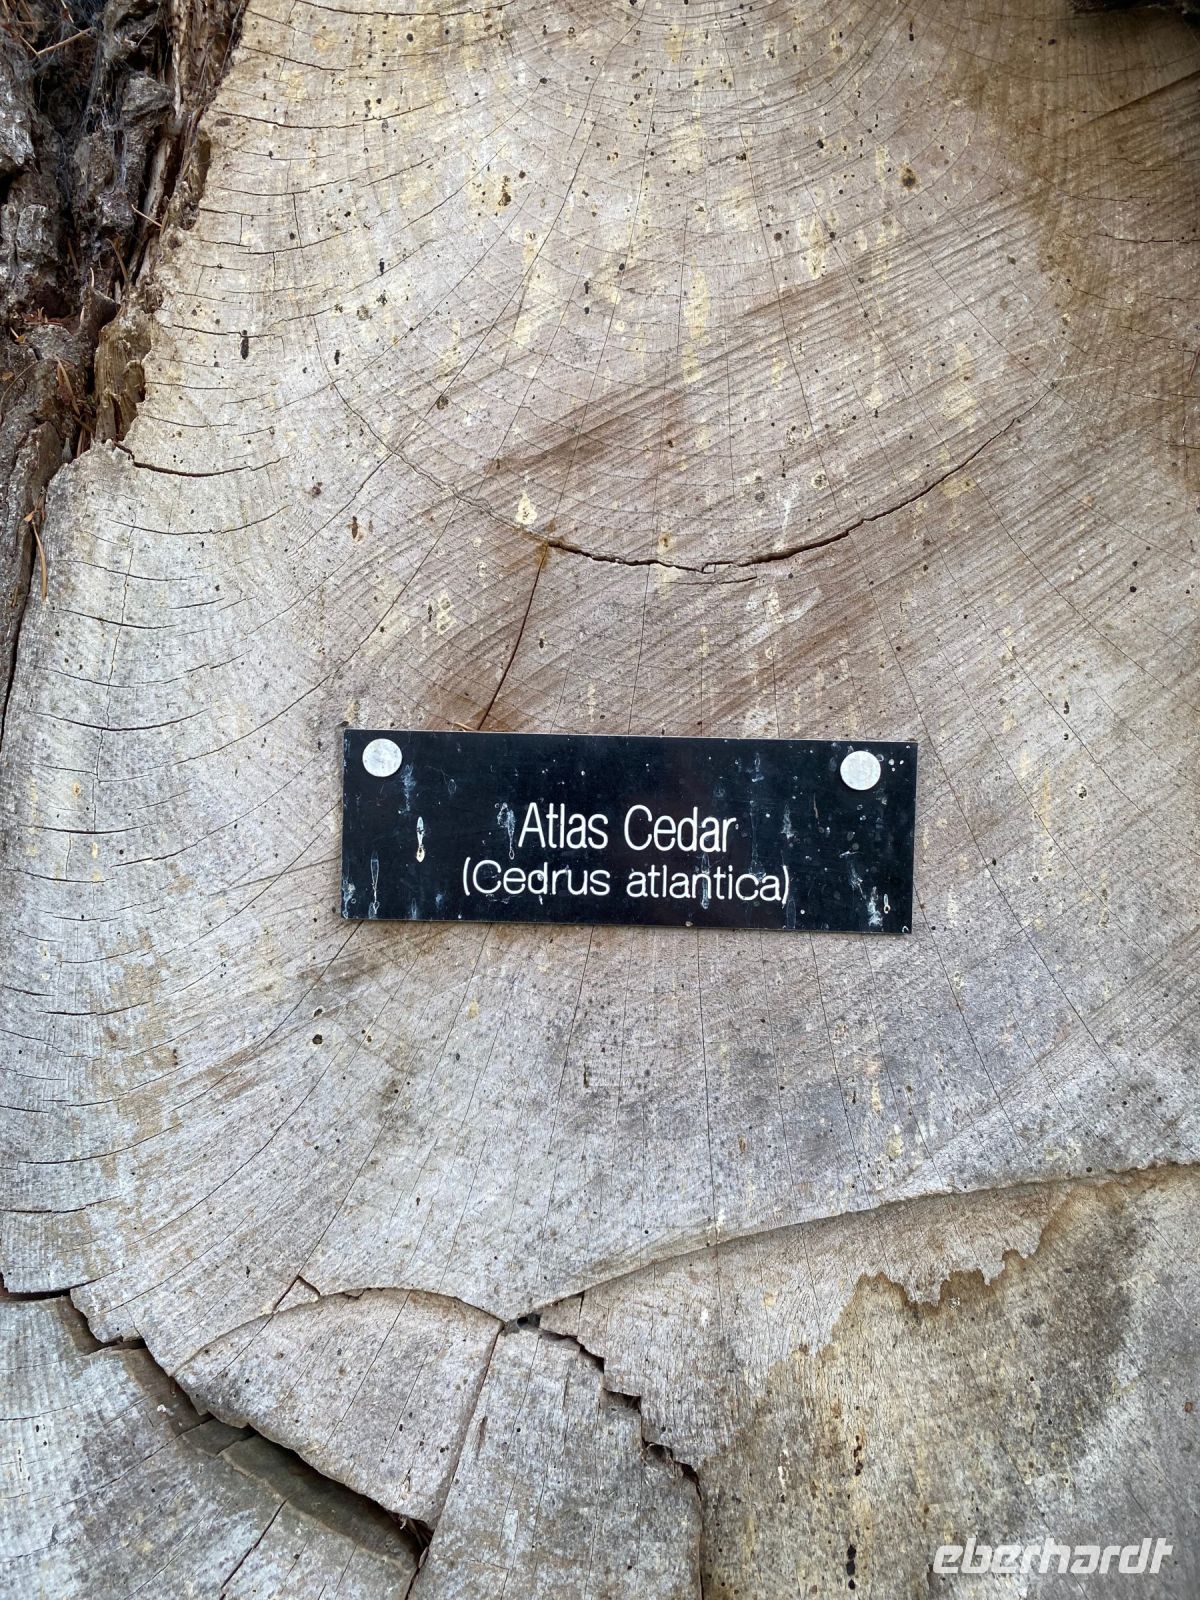 Atlas Cedar
(Cedrus atlantica)
eberhardt